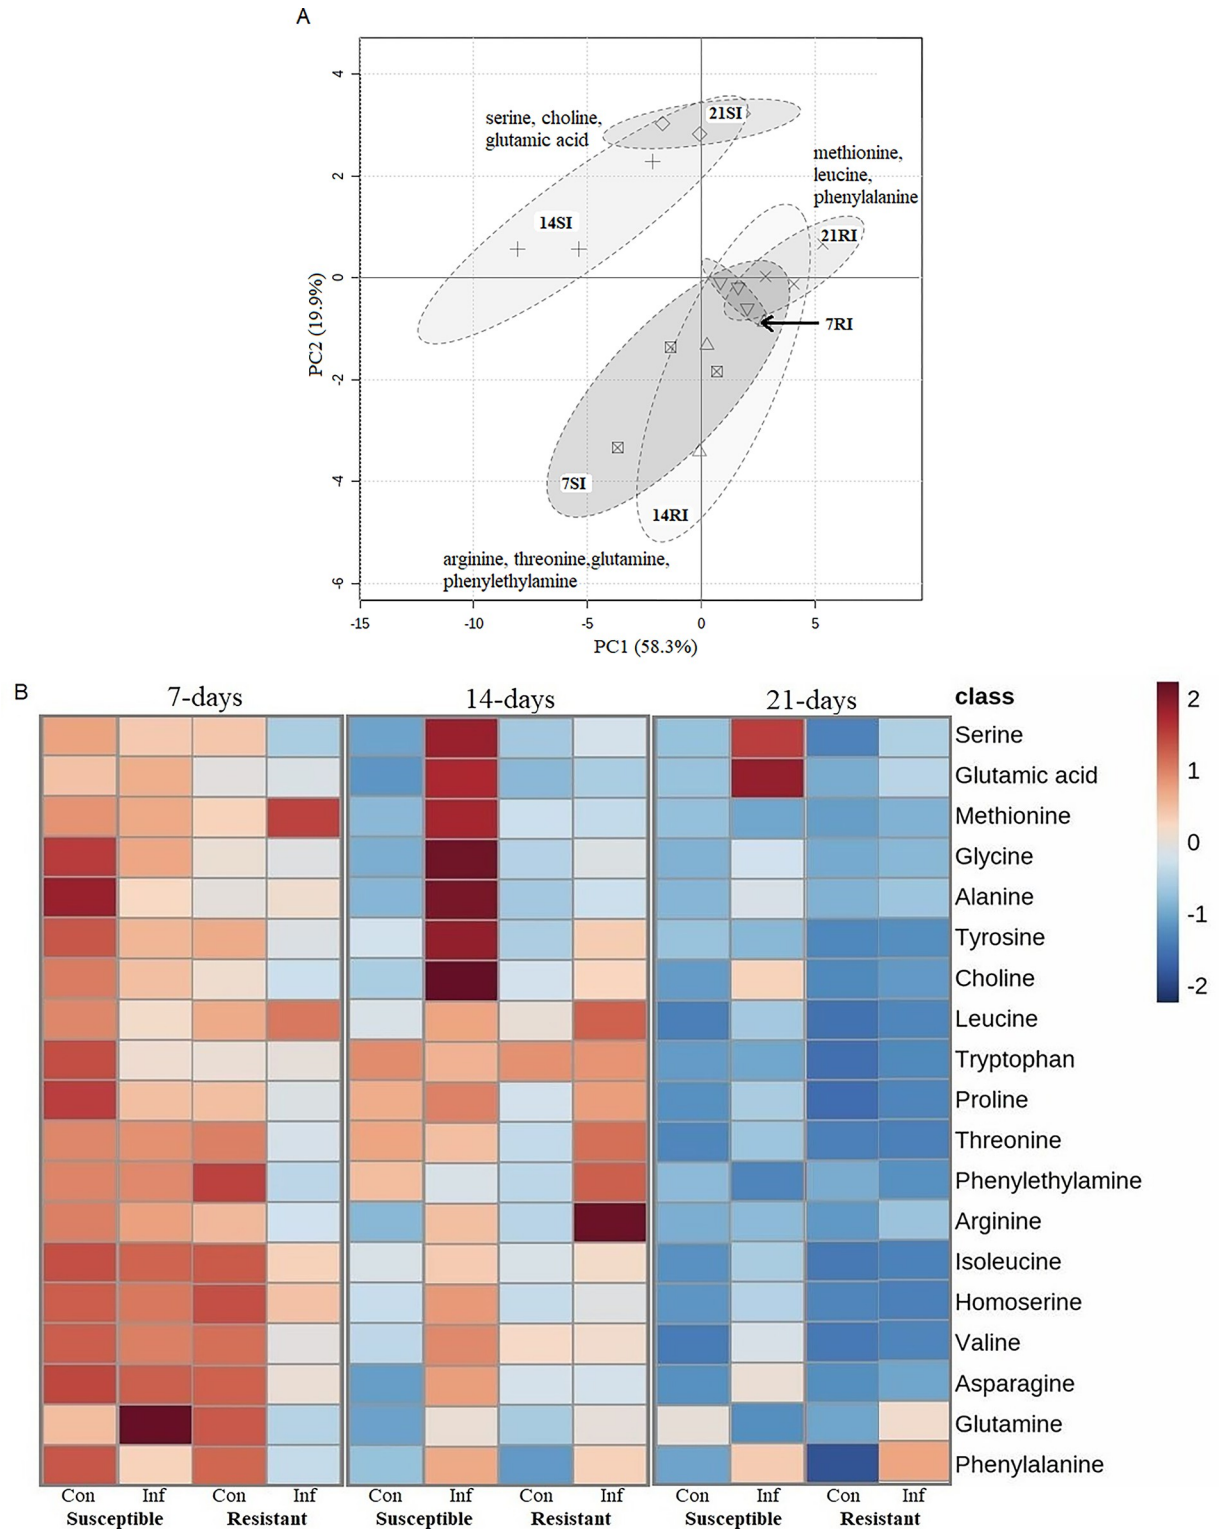 A
4
2
0
-2
-4
-6
PC2 (19.9%)
serine, choline,
glutamic acid
21SI
methionine,
leucine,
phenylalanine
14SI
21RI
7RI
7SI
14RI
arginine, threonine,glutamine,
phenylethylamine
-15
-10
-5
0
5
PC1 (58.3%)
B
7-days
14-days
21-days
class
Serine
Glutamic acid
Methionine
Glycine
Alanine
Tyrosine
Choline
Leucine
Tryptophan
Proline
Threonine
Phenylethylamine
Arginine
Isoleucine
Homoserine
Valine
Asparagine
Glutamine
Phenylalanine
2
1
0
-1
-2
Con Inf Con Inf Con Inf Con Inf Con Inf Con Inf
Susceptible Resistant Susceptible Resistant Susceptible Resistant